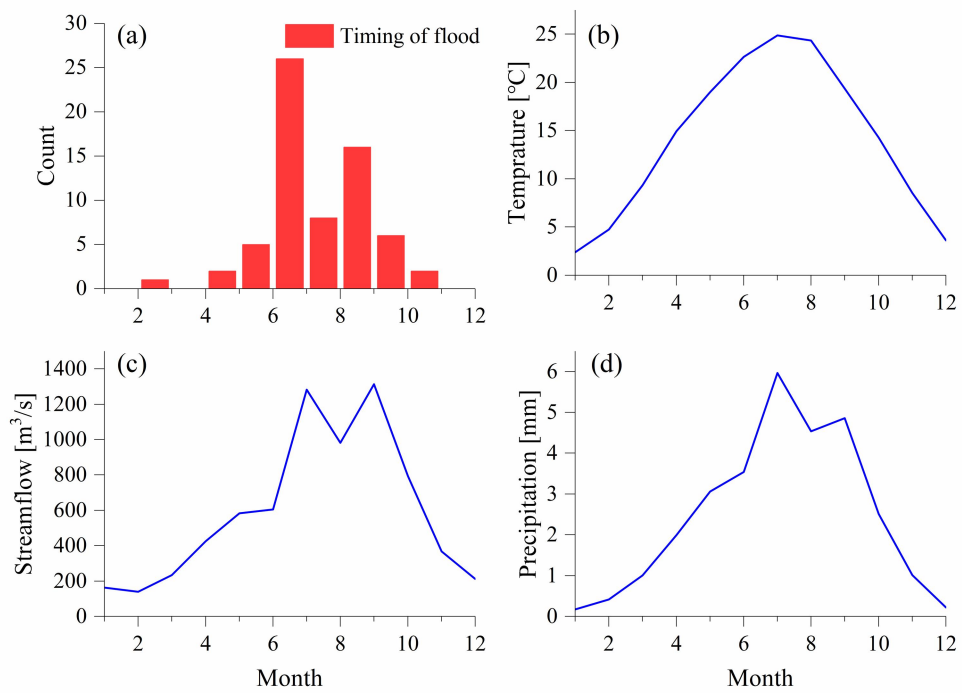 (a)
Timing of flood
Count
30
25
20
15
10
5
0
2 4 6 8 10 12
(b)
Temprature [℃]
25
20
15
10
5
0
2 4 6 8 10 12
(c)
Streamflow [m³/s]
1400
1200
1000
800
600
400
200
0
2 4 6 8 10 12
Month
(d)
Precipitation [mm]
6
5
4
3
2
1
0
2 4 6 8 10 12
Month